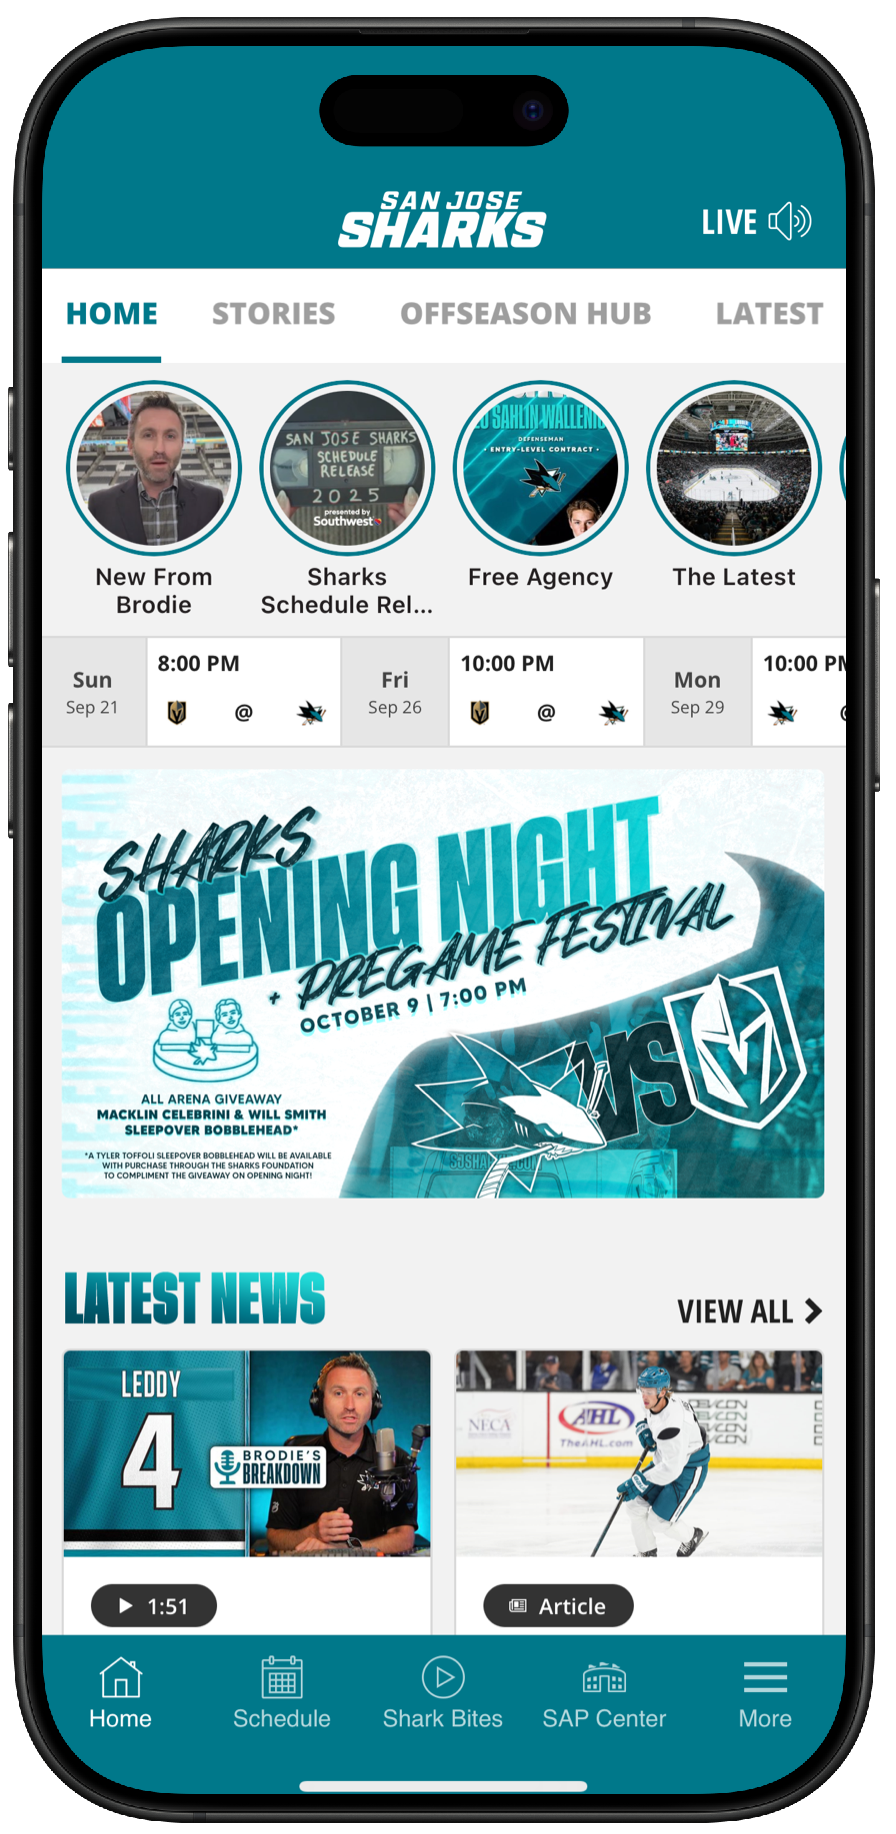 SAN JOSE
SHARKS
LIVE
HOME STORIES OFFSEASON HUB LATEST
SAN JOSE SHARKS
SCHEDULE
RELEASE
2025
presented by
Southwest
SAHLIN WALLENIUS
DEFENSEMAN
• ENTRY-LEVEL CONTRACT •
New From
Brodie
Sharks
Schedule Rel...
Free Agency
The Latest
Sun
Sep 21
8:00 PM
@
Fri
Sep 26
10:00 PM
@
Mon
Sep 29
10:00 PM
SHARKS
OPENING NIGHT
+ PREGAME FESTIVAL
OCTOBER 9 | 7:00 PM
VS
ALL ARENA GIVEAWAY
MACKLIN CELEBRINI & WILL SMITH
SLEEPOVER BOBBLEHEAD*
*A TYLER TOFFOLI SLEEPOVER BOBBLEHEAD WILL BE AVAILABLE
WITH PURCHASE THROUGH THE SHARKS FOUNDATION
TO COMPLIMENT THE GIVEAWAY ON OPENING NIGHT!
LATEST NEWS
VIEW ALL
LEDDY
4
BRODIE'S
BREAKDOWN
NECA
AHL
TheAHL.com
1:51
Article
Home Schedule Shark Bites SAP Center More